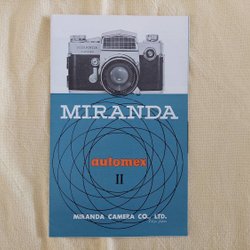 MIRANDA
automex
II
MIRANDA CAMERA CO., LTD.